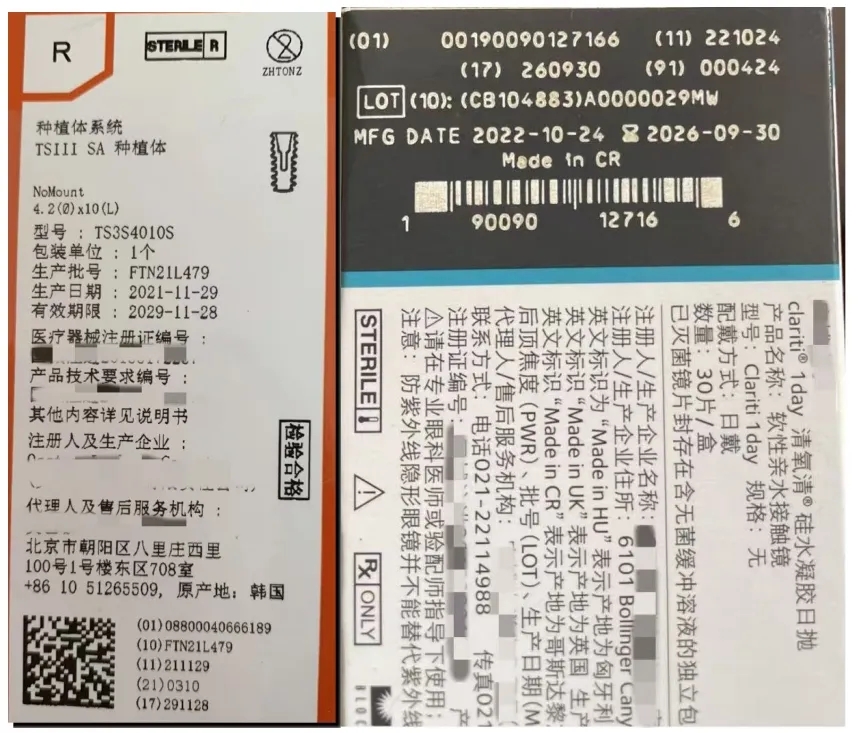 R
STERILE R
ZHTONZ
种植体系统
TSIII SA 种植体
NoMount
4.2(Ø)x10(L)
型号 : TS3S4010S
包装单位 : 1个
生产批号 : FTN21L479
生产日期 : 2021-11-29
有效期限 : 2029-11-28
医疗器械注册证编号 :
产品技术要求编号 :
其他内容详见说明书
注册人及生产企业 :
检验合格
代理人及售后服务机构 :
北京市朝阳区八里庄西里
100号1号楼东区708室
+86 10 51265509, 原产地: 韩国
(01)08800040666189
(10)FTN21L479
(11)211129
(21)0310
(17)291128
(01) 00190090127166 (11) 221024
(17) 260930 (91) 000424
LOT (10): (CB104883)A0000029MW
MFG DATE 2022-10-24 2026-09-30
Made in CR
1 90090 12716 6
clariti® 1day 清氧清® 硅水凝胶日抛
产品名称: 软性亲水接触镜
型号: Clariti 1day 规格: 无
配戴方式: 日戴
数量: 30片/盒
已灭菌镜片封存在含无菌缓冲溶液的独立包
注册人/生产企业名称:
注册人/生产企业住所: 6101 Bollinger Cany
英文标识为“Made in HU”表示产地为匈牙利
英文标识“Made in UK”表示产地为英国 生产
英文标识“Made in CR”表示产地为哥斯达黎
后顶焦度 (PWR)、批号(LOT)、生产日期(M
代理人/售后服务机构:
联系方式: 电话021-22114988 传真021
注册证编号: 产
⚠请在专业眼科医师或验配师指导下使用;
注意: 防紫外线隐形眼镜并不能替代紫外线
STERILE
Rx ONLY